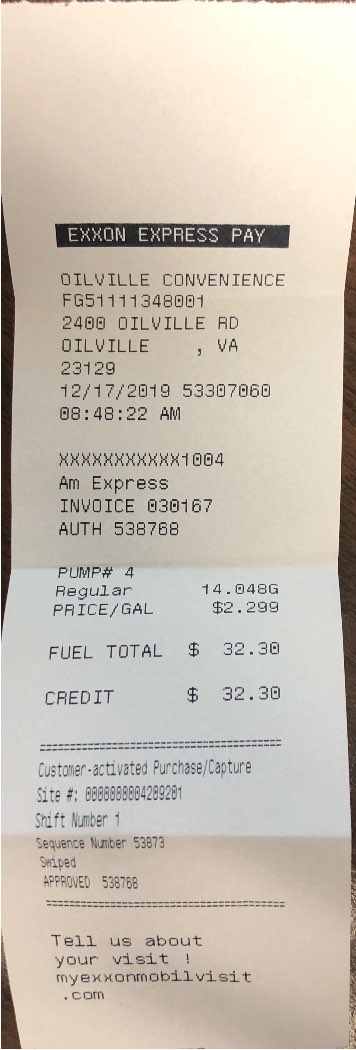 EXXON EXPRESS PAY
OILVILLE CONVENIENCE
FG51111348001
2400 OILVILLE RD
OILVILLE , VA
23129
12/17/2019 53307060
08:48:22 AM
XXXXXXXXXXX1004
Am Express
INVOICE 030167
AUTH 538768
PUMP# 4
Regular 14.048G
PRICE/GAL $2.299
FUEL TOTAL $ 32.30
CREDIT $ 32.30
=======================================
Customer-activated Purchase/Capture
Site #: 0000000004289201
Shift Number 1
Sequence Number 53873
Swiped
APPROVED 538768
=======================================
Tell us about
your visit !
myexxonmobilvisit
.com